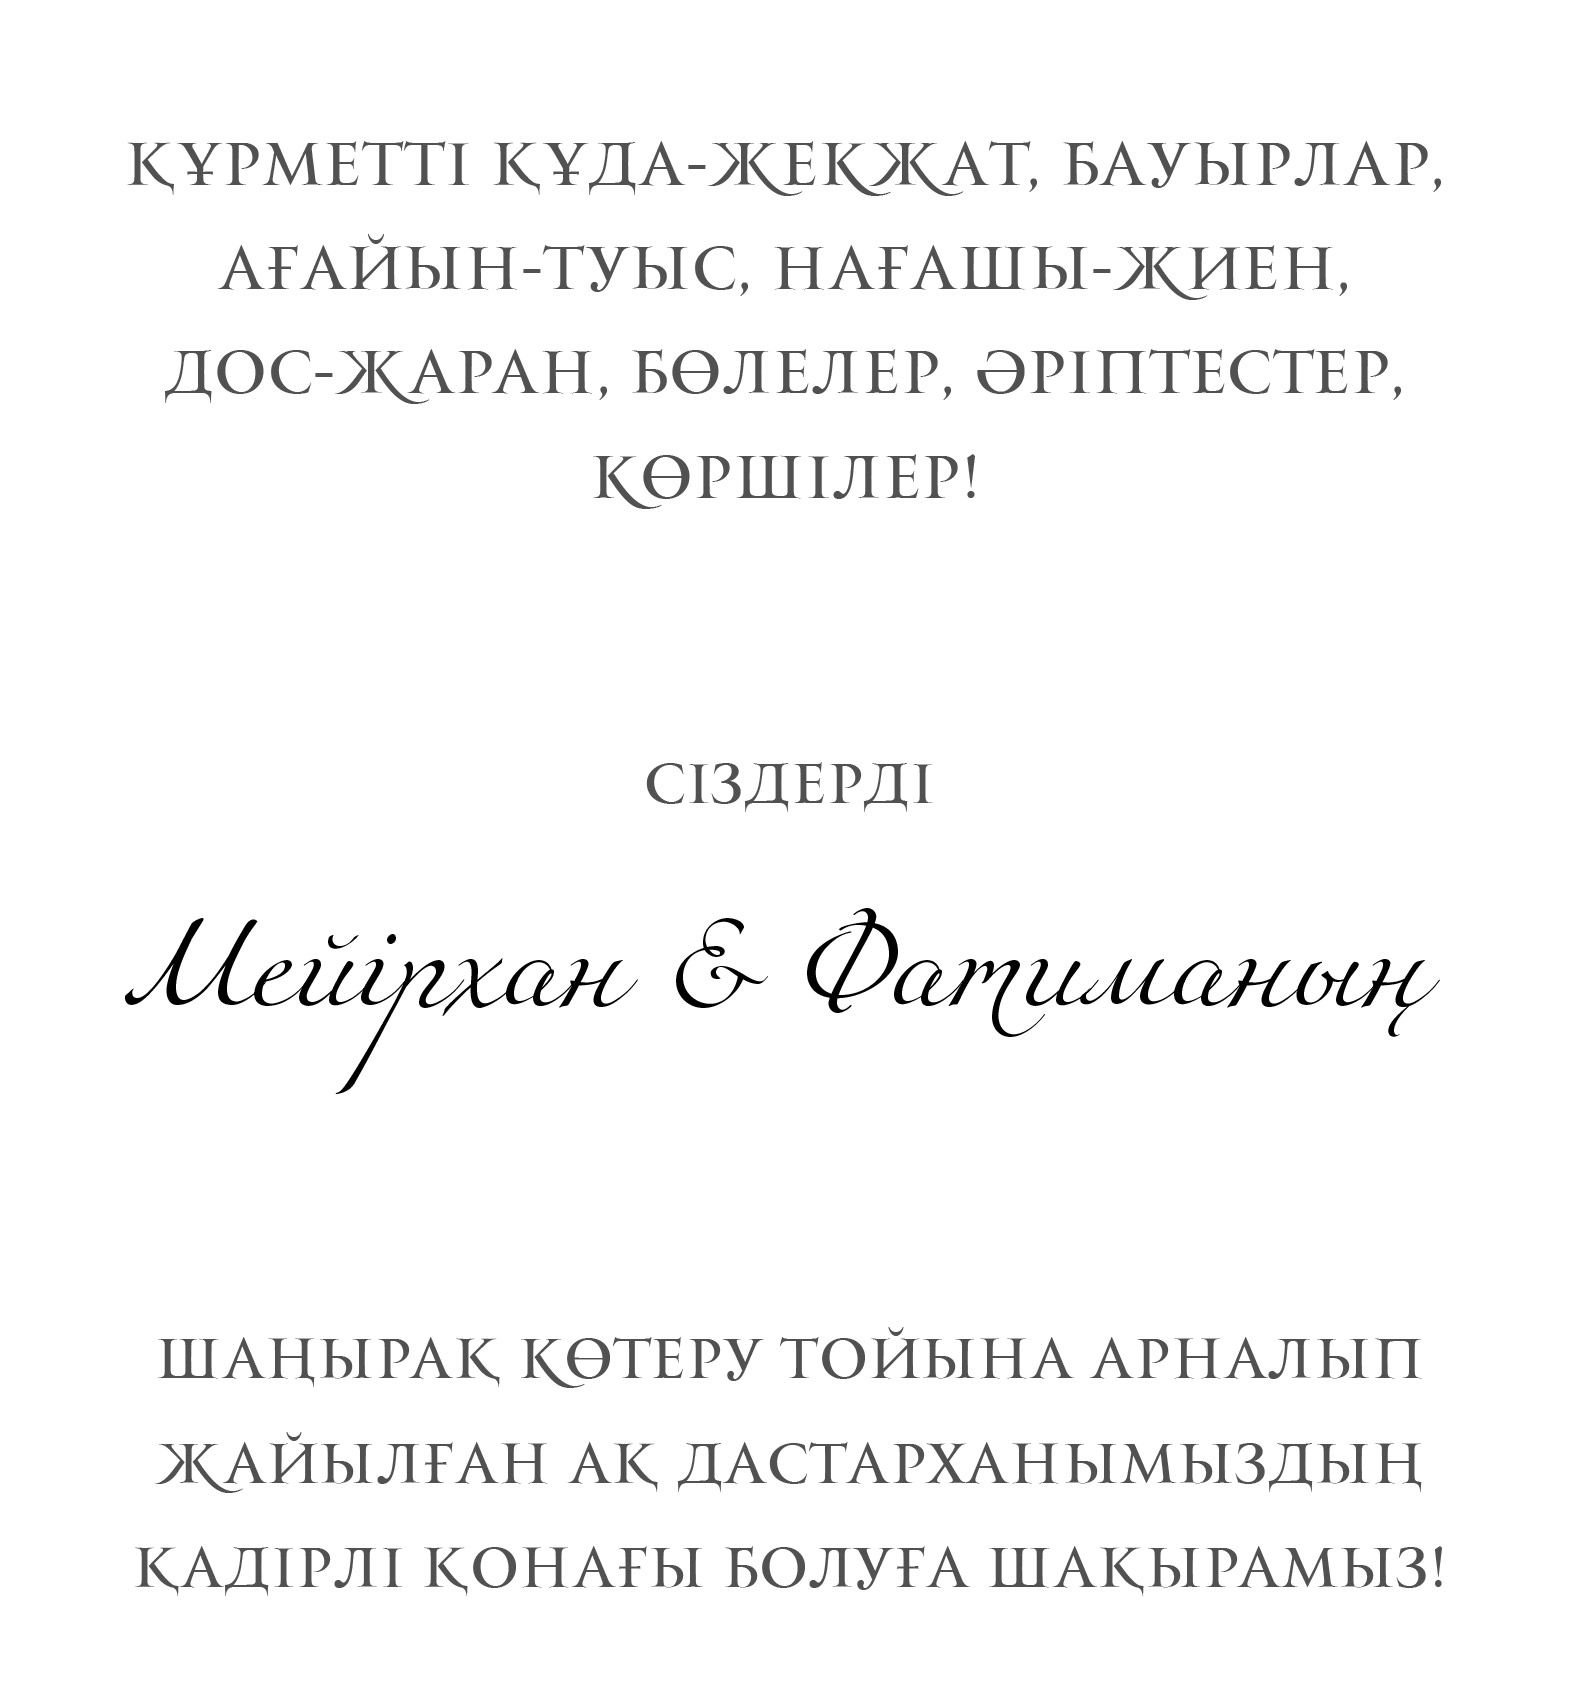 ҚҰРМЕТТІ ҚҰДА-ЖЕКЖАТ, БАУЫРЛАР,
АҒАЙЫН-ТУЫС, НАҒАШЫ-ЖИЕН,
ДОС-ЖАРАН, БӨЛЕЛЕР, ӘРІПТЕСТЕР,
КӨРШІЛЕР!
СІЗДЕРДІ
Мейірхан & Фатиманың
ШАҢЫРАҚ КӨТЕРУ ТОЙЫНА АРНАЛЫП
ЖАЙЫЛҒАН АҚ ДАСТАРХАНЫМЫЗДЫҢ
ҚАДІРЛІ ҚОНАҒЫ БОЛУҒА ШАҚЫРАМЫЗ!